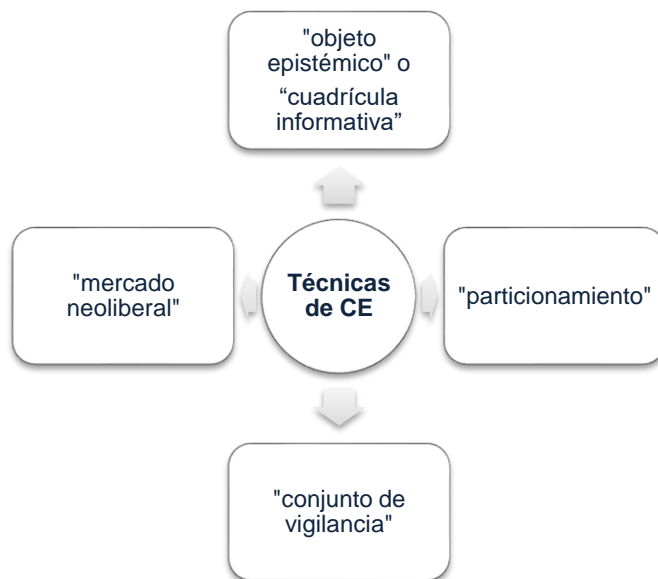 "objeto
epistémico" o
“cuadrícula
informativa”
"mercado
neoliberal"
Técnicas
de CE
"particionamiento"
"conjunto de
vigilancia"